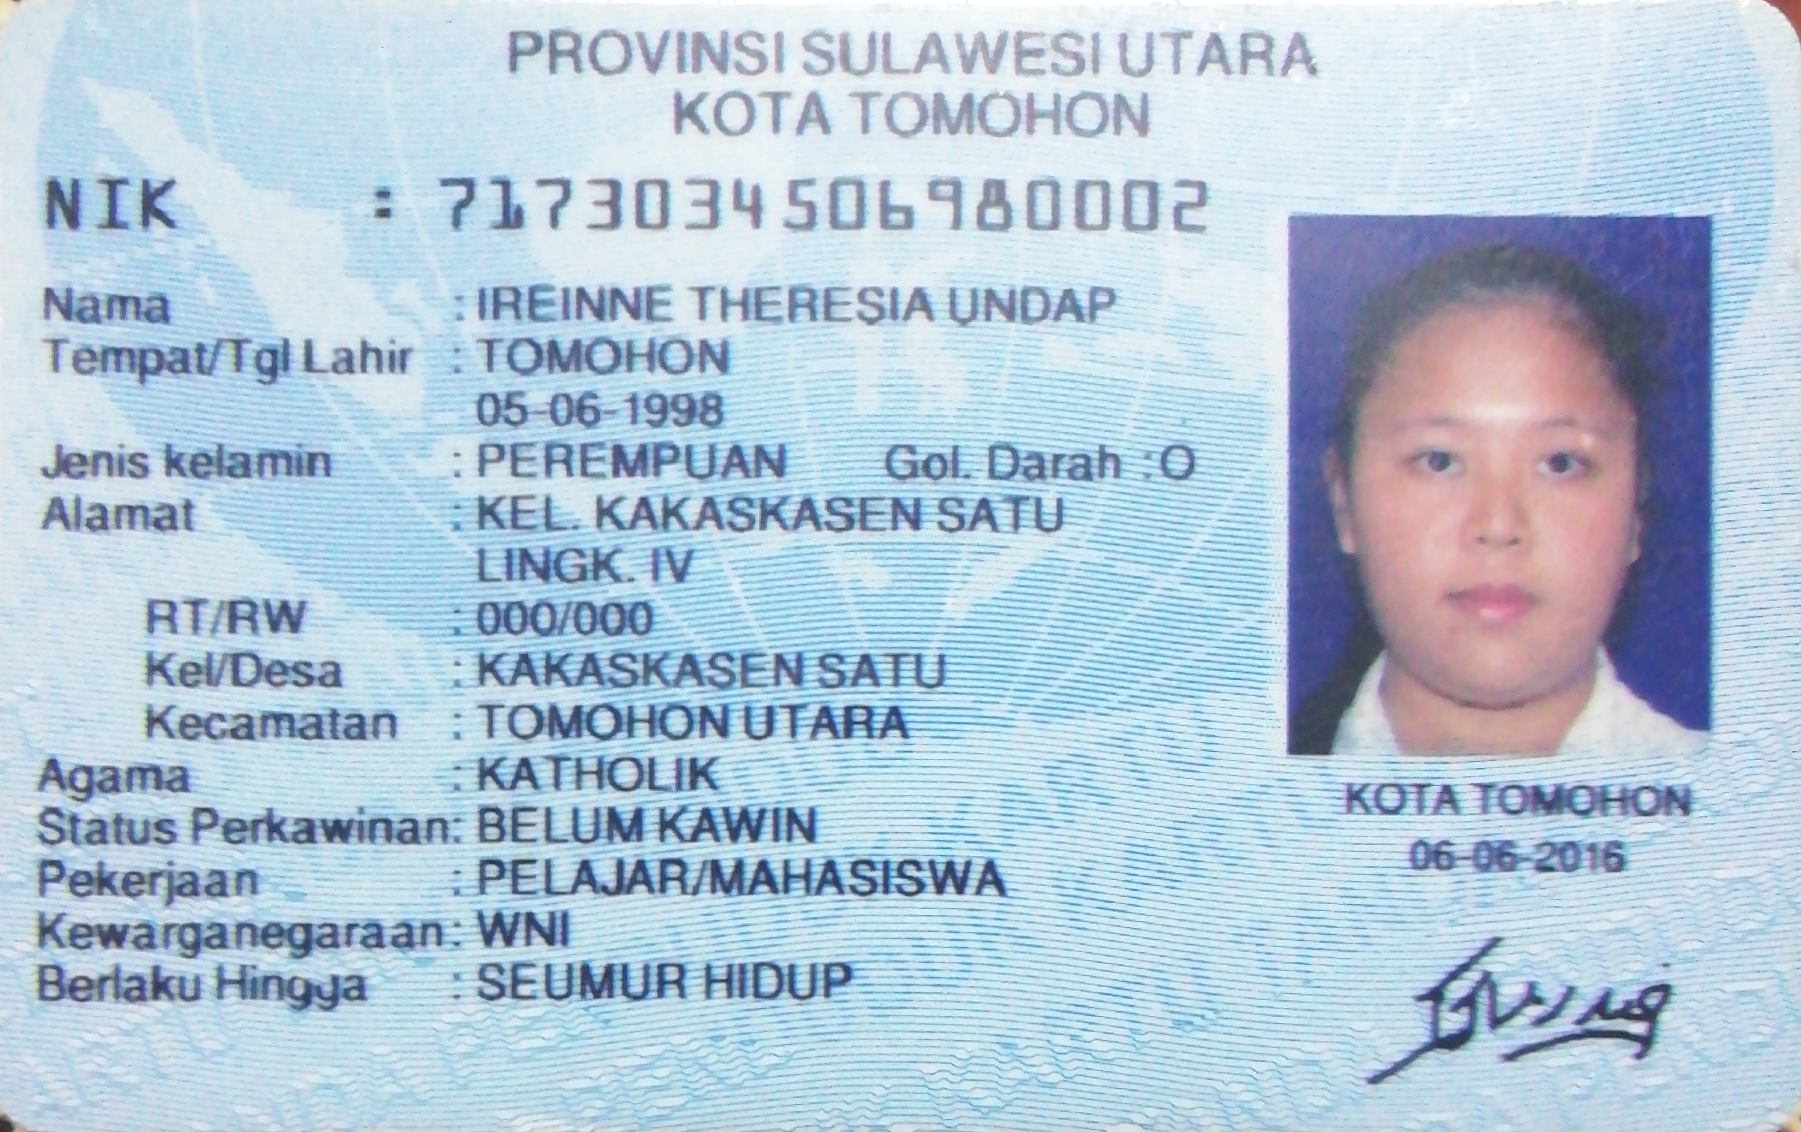 PROVINSI SULAWESI UTARA
KOTA TOMOHON
NIK : 7173034506980002
Nama : IREINNE THERESIA UNDAP
Tempat/Tgl Lahir : TOMOHON
05-06-1998
Jenis kelamin : PEREMPUAN Gol. Darah : O
Alamat : KEL. KAKASKASEN SATU
LINGK. IV
RT/RW : 000/000
Kel/Desa : KAKASKASEN SATU
Kecamatan : TOMOHON UTARA
Agama : KATHOLIK
Status Perkawinan: BELUM KAWIN
Pekerjaan : PELAJAR/MAHASISWA
Kewarganegaraan: WNI
Berlaku Hingga : SEUMUR HIDUP
KOTA TOMOHON
06-06-2016